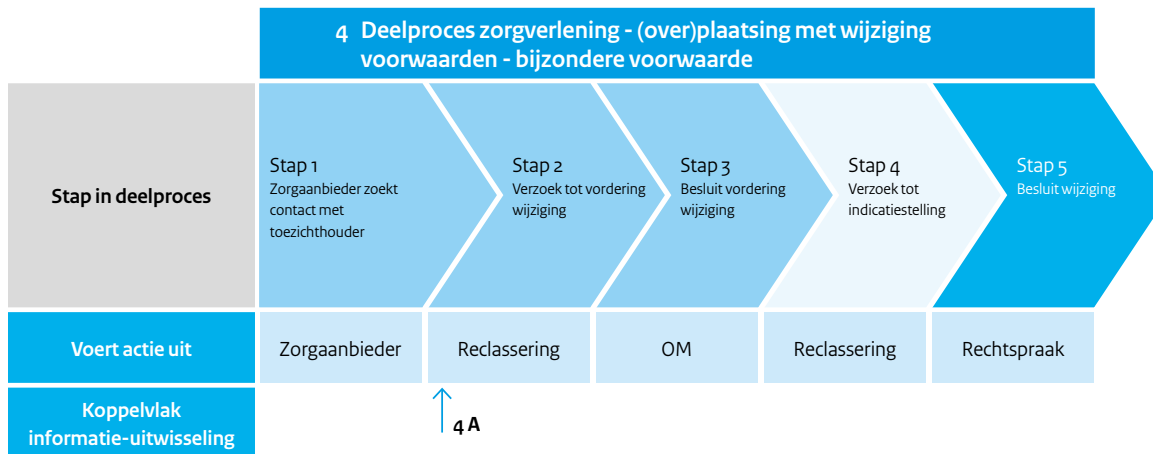 4 Deelproces zorgverlening - (over)plaatsing met wijziging
voorwaarden - bijzondere voorwaarde
Stap in deelproces
Stap 1
Zorgaanbieder zoekt
contact met
toezichthouder
Stap 2
Verzoek tot vordering
wijziging
Stap 3
Besluit vordering
wijziging
Stap 4
Verzoek tot
indicatiestelling
Stap 5
Besluit wijziging
Voert actie uit
Zorgaanbieder
Reclassering
OM
Reclassering
Rechtspraak
Koppelvlak
informatie-uitwisseling
4 A